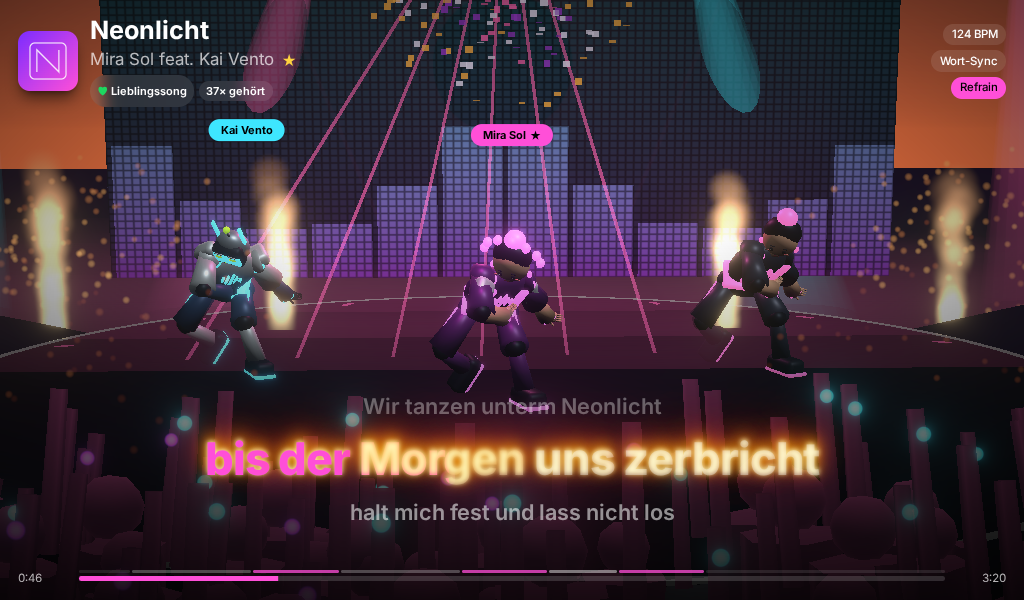 Neonlicht
Mira Sol feat. Kai Vento ★
Lieblingssong
37× gehört
124 BPM
Wort-Sync
Refrain
Kai Vento
Mira Sol ★
Wir tanzen unterm Neonlicht
bis der Morgen uns zerbricht
halt mich fest und lass nicht los
0:46
3:20